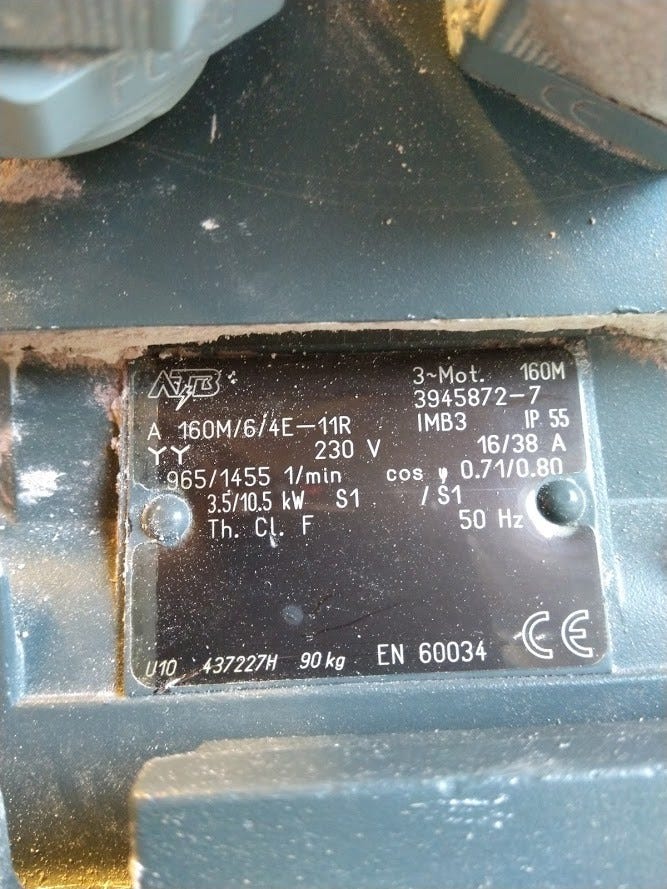 ATB
3~Mot. 160M
3945872-7
A 160M/6/4E-11R IMB3 IP 55
YY 230 V 16/38 A
965/1455 1/min cos φ 0.71/0.80
3.5/10.5 kW S1 / S1
Th. Cl. F 50 Hz
U10 437227H 90kg EN 60034 CE
CE